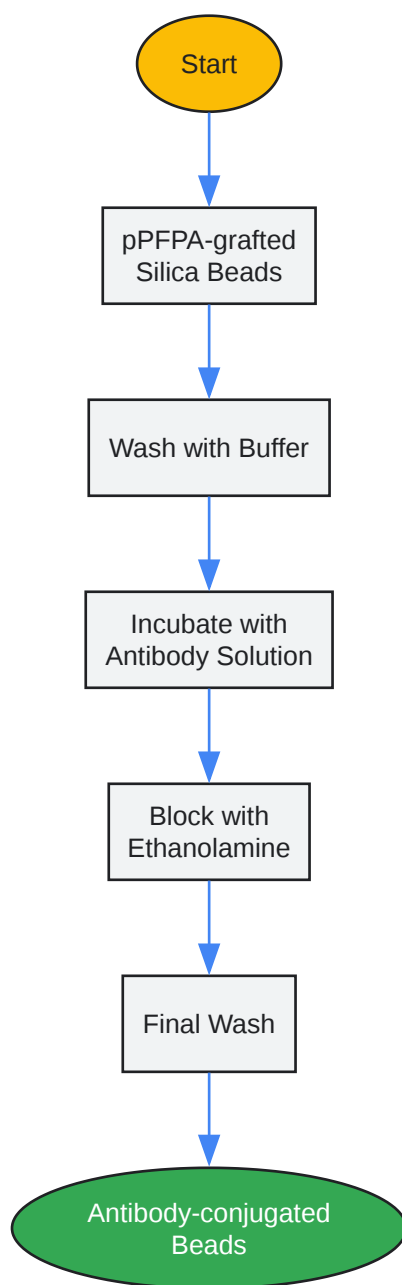 Start
pPFPA-grafted
Silica Beads
Wash with Buffer
Incubate with
Antibody Solution
Block with
Ethanolamine
Final Wash
Antibody-conjugated
Beads